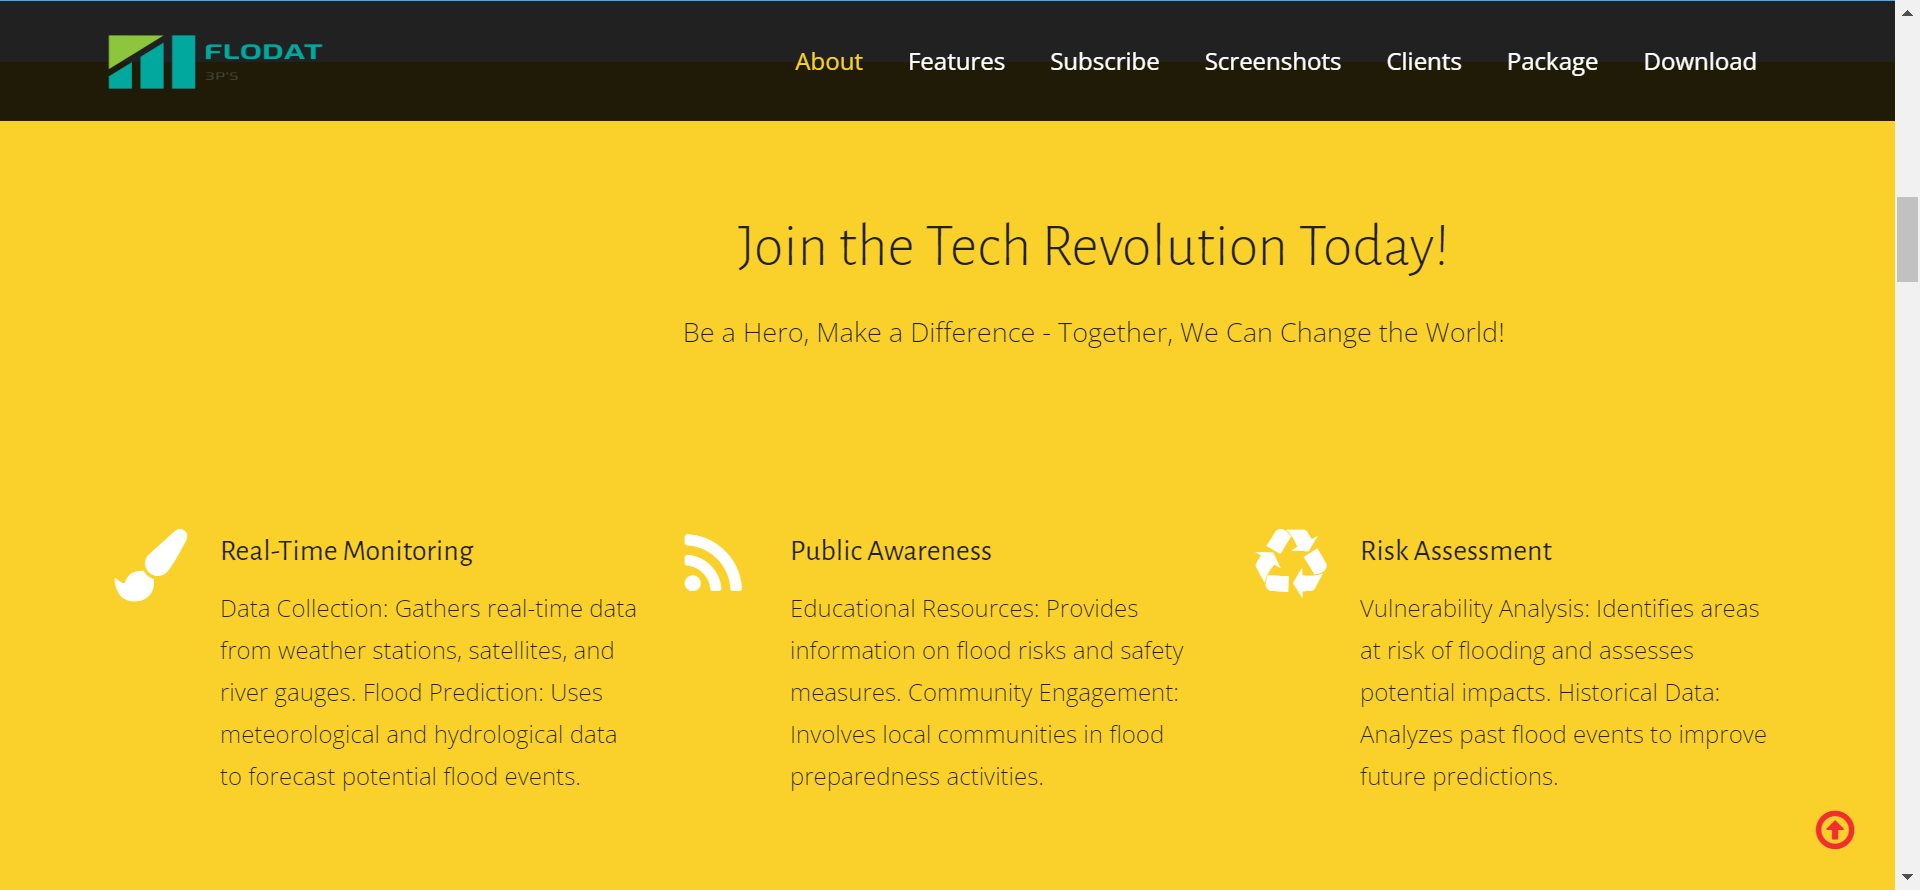 FLODAT
3P'S
About Features Subscribe Screenshots Clients Package Download
Join the Tech Revolution Today!
Be a Hero, Make a Difference - Together, We Can Change the World!
Real-Time Monitoring
Data Collection: Gathers real-time data
from weather stations, satellites, and
river gauges. Flood Prediction: Uses
meteorological and hydrological data
to forecast potential flood events.
Public Awareness
Educational Resources: Provides
information on flood risks and safety
measures. Community Engagement:
Involves local communities in flood
preparedness activities.
Risk Assessment
Vulnerability Analysis: Identifies areas
at risk of flooding and assesses
potential impacts. Historical Data:
Analyzes past flood events to improve
future predictions.